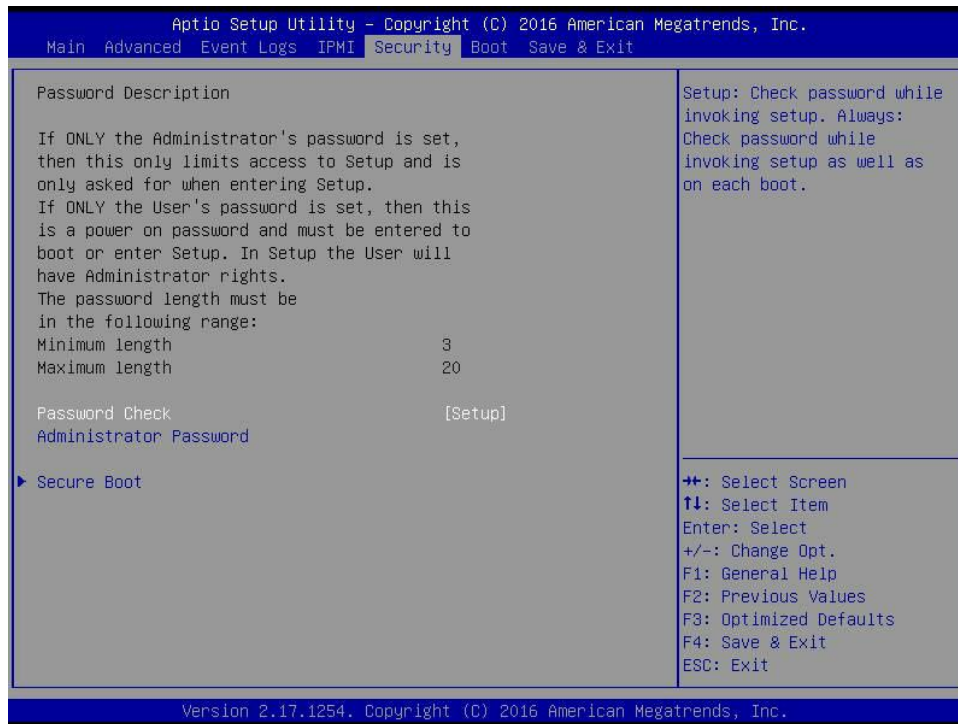 Aptio Setup Utility – Copyright (C) 2016 American Megatrends, Inc.
Main Advanced Event Logs IPMI Security Boot Save & Exit
Password Description
If ONLY the Administrator's password is set,
then this only limits access to Setup and is
only asked for when entering Setup.
If ONLY the User's password is set, then this
is a power on password and must be entered to
boot or enter Setup. In Setup the User will
have Administrator rights.
The password length must be
in the following range:
Minimum length 3
Maximum length 20
Password Check [Setup]
Administrator Password
Secure Boot
Setup: Check password while
invoking setup. Always:
Check password while
invoking setup as well as
on each boot.
→←: Select Screen
↑↓: Select Item
Enter: Select
+/-: Change Opt.
F1: General Help
F2: Previous Values
F3: Optimized Defaults
F4: Save & Exit
ESC: Exit
Version 2.17.1254. Copyright (C) 2016 American Megatrends, Inc.